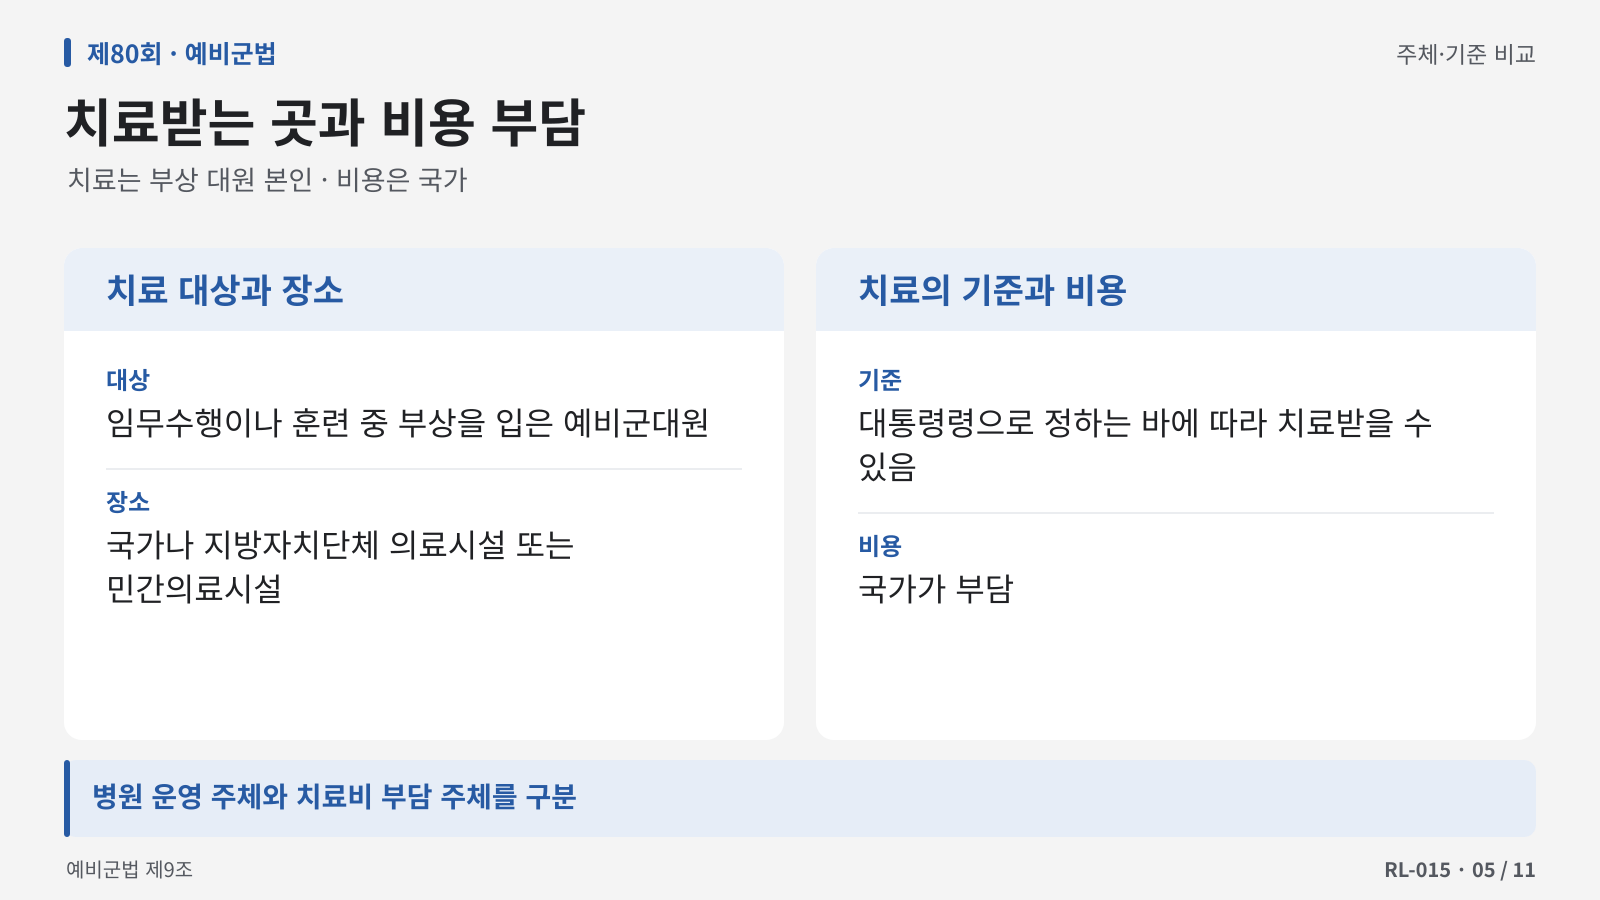 제80회 · 예비군법
주체·기준 비교
치료받는 곳과 비용 부담
치료는 부상 대원 본인 · 비용은 국가
치료 대상과 장소
대상
임무수행이나 훈련 중 부상을 입은 예비군대원
장소
국가나 지방자치단체 의료시설 또는
민간의료시설
치료의 기준과 비용
기준
대통령령으로 정하는 바에 따라 치료받을 수
있음
비용
국가가 부담
병원 운영 주체와 치료비 부담 주체를 구분
예비군법 제9조
RL-015 · 05 / 11